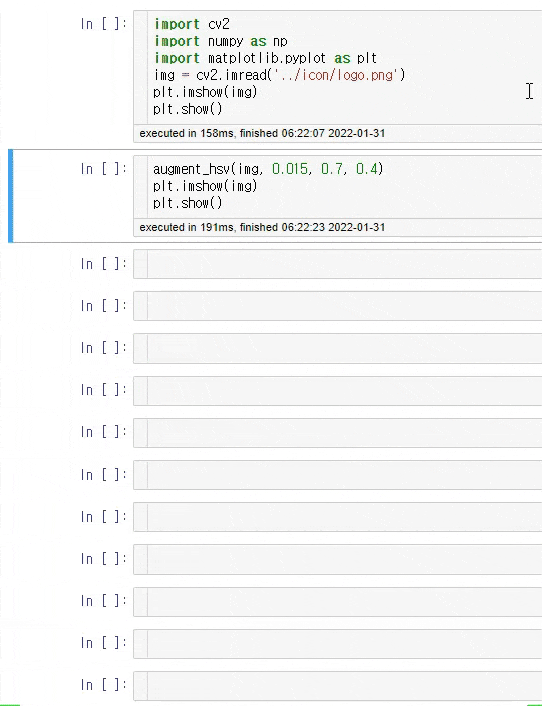 In [ ]: import cv2
import numpy as np
import matplotlib.pyplot as plt
img = cv2.imread('../icon/logo.png')
plt.imshow(img)
plt.show()
executed in 158ms, finished 06:22:07 2022-01-31
In [ ]: augment_hsv(img, 0.015, 0.7, 0.4)
plt.imshow(img)
plt.show()
executed in 191ms, finished 06:22:23 2022-01-31
In [ ]:
In [ ]:
In [ ]:
In [ ]:
In [ ]:
In [ ]:
In [ ]:
In [ ]:
In [ ]:
In [ ]:
In [ ]: